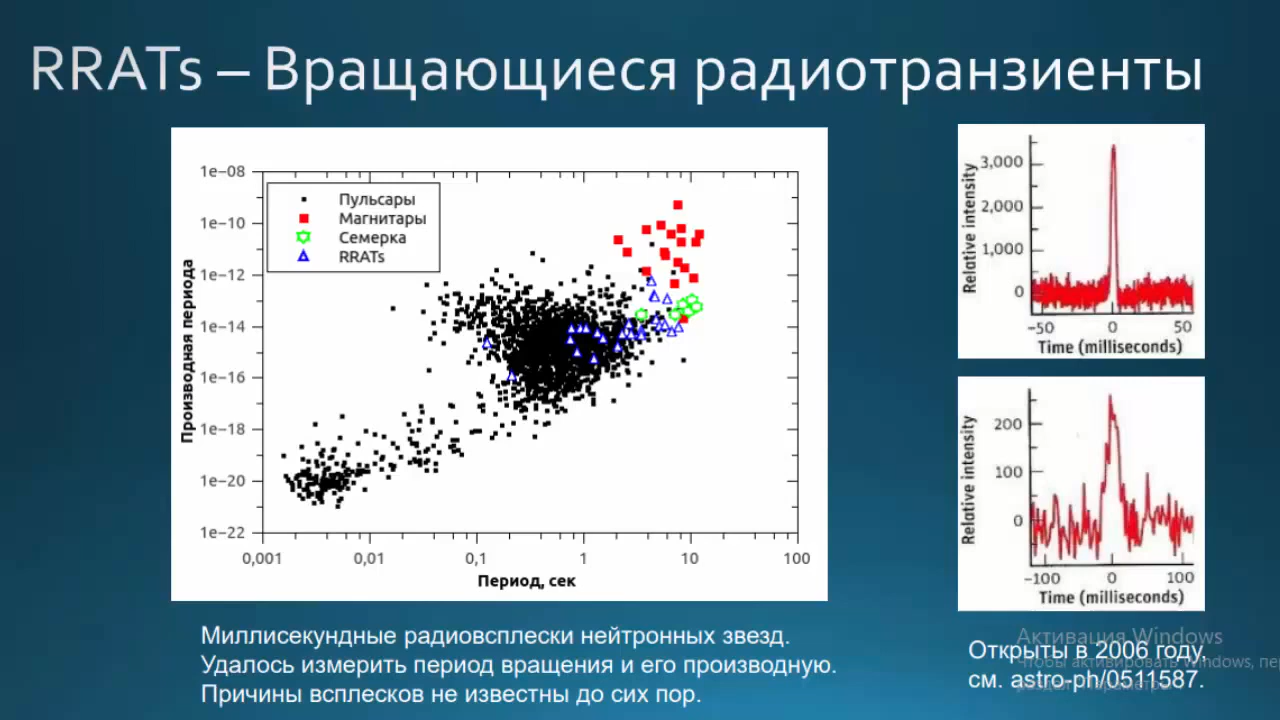 RRATs – Вращающиеся радиотранзиенты
1e−08
1e−10
1e−12
1e−14
1e−16
1e−18
1e−20
1e−22
Производная периода
Пульсары
Магнитары
Семерка
RRATs
0,001
0,01
0,1
1
10
100
Период, сек
Relative intensity
3,000
2,000
1,000
0
−50
0
50
Time (milliseconds)
Relative intensity
200
100
0
−100
0
100
Time (milliseconds)
Миллисекундные радиовсплески нейтронных звезд.
Удалось измерить период вращения и его производную.
Причины всплесков не известны до сих пор.
Активация Windows
Открыты в 2006 году,
Чтобы активировать Windows,
см. astro-ph/0511587.